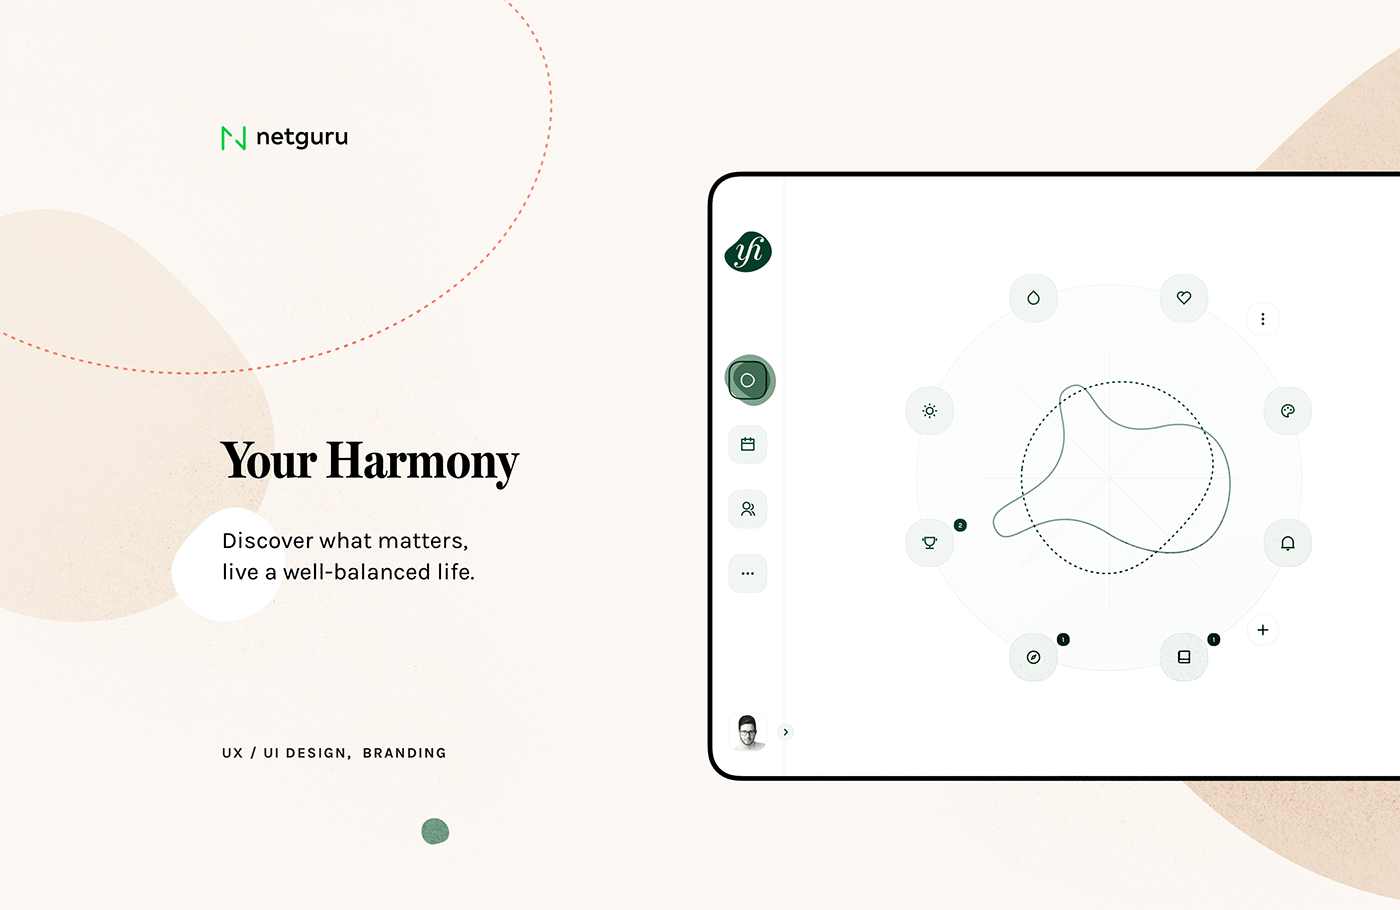 netguru
Your Harmony
Discover what matters,
live a well-balanced life.
UX / UI DESIGN, BRANDING
yh
2
1
1